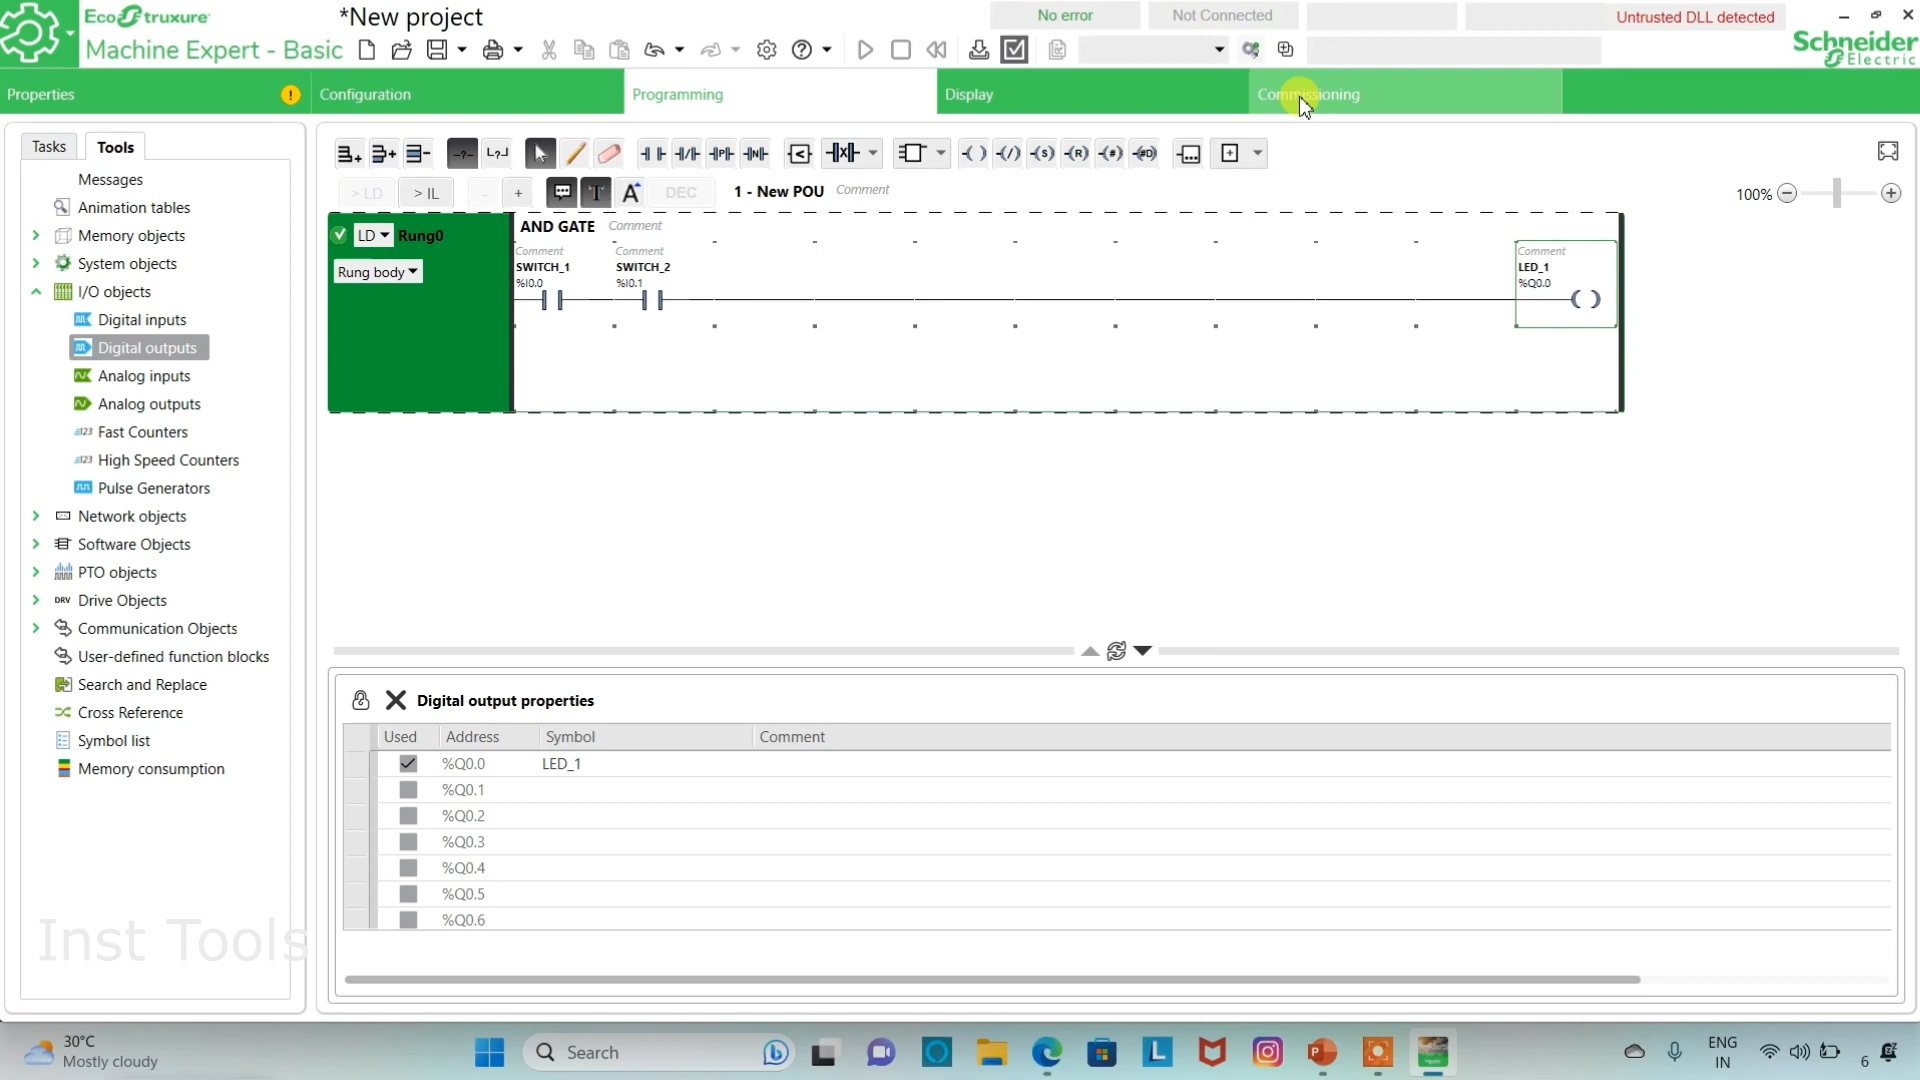 EcoStruxure
Machine Expert - Basic
*New project
No error
Not Connected
Untrusted DLL detected
Schneider
Electric
Properties
!
Configuration
Programming
Display
Commissioning
Tasks
Tools
Messages
Animation tables
Memory objects
System objects
I/O objects
Digital inputs
Digital outputs
Analog inputs
Analog outputs
Fast Counters
High Speed Counters
Pulse Generators
Network objects
Software Objects
PTO objects
DRV Drive Objects
Communication Objects
User-defined function blocks
Search and Replace
Cross Reference
Symbol list
Memory consumption
Inst Tools
> LD
> IL
-
+
T
A
DEC
1 - New POU
Comment
100%
LD
Rung0
Rung body
AND GATE
Comment
Comment
SWITCH_1
%I0.0
Comment
SWITCH_2
%I0.1
Comment
LED_1
%Q0.0
Digital output properties
Used Address Symbol Comment
%Q0.0 LED_1
%Q0.1
%Q0.2
%Q0.3
%Q0.4
%Q0.5
%Q0.6
30°C
Mostly cloudy
Search
ENG
IN
6